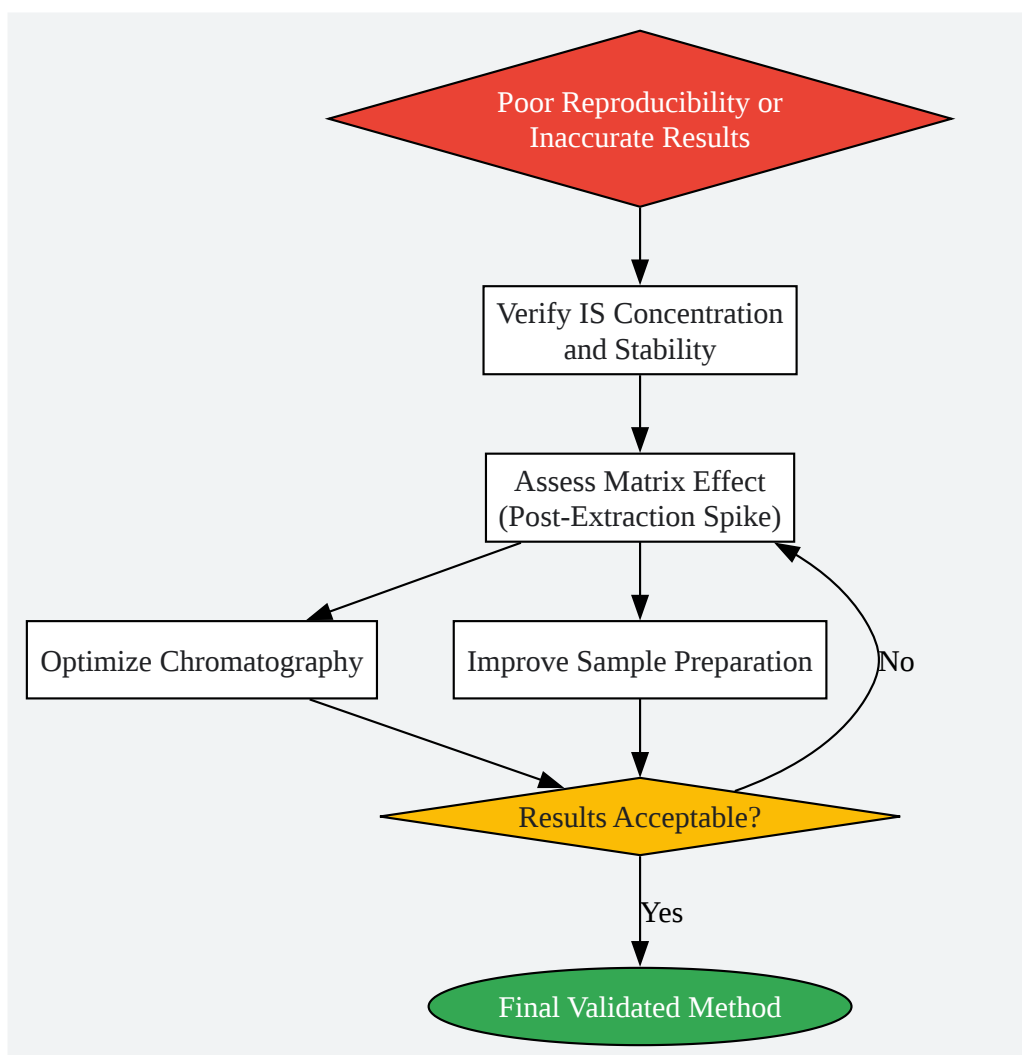 Poor Reproducibility or
Inaccurate Results
Verify IS Concentration
and Stability
Assess Matrix Effect
(Post-Extraction Spike)
Optimize Chromatography
Improve Sample Preparation
No
Results Acceptable?
Yes
Final Validated Method